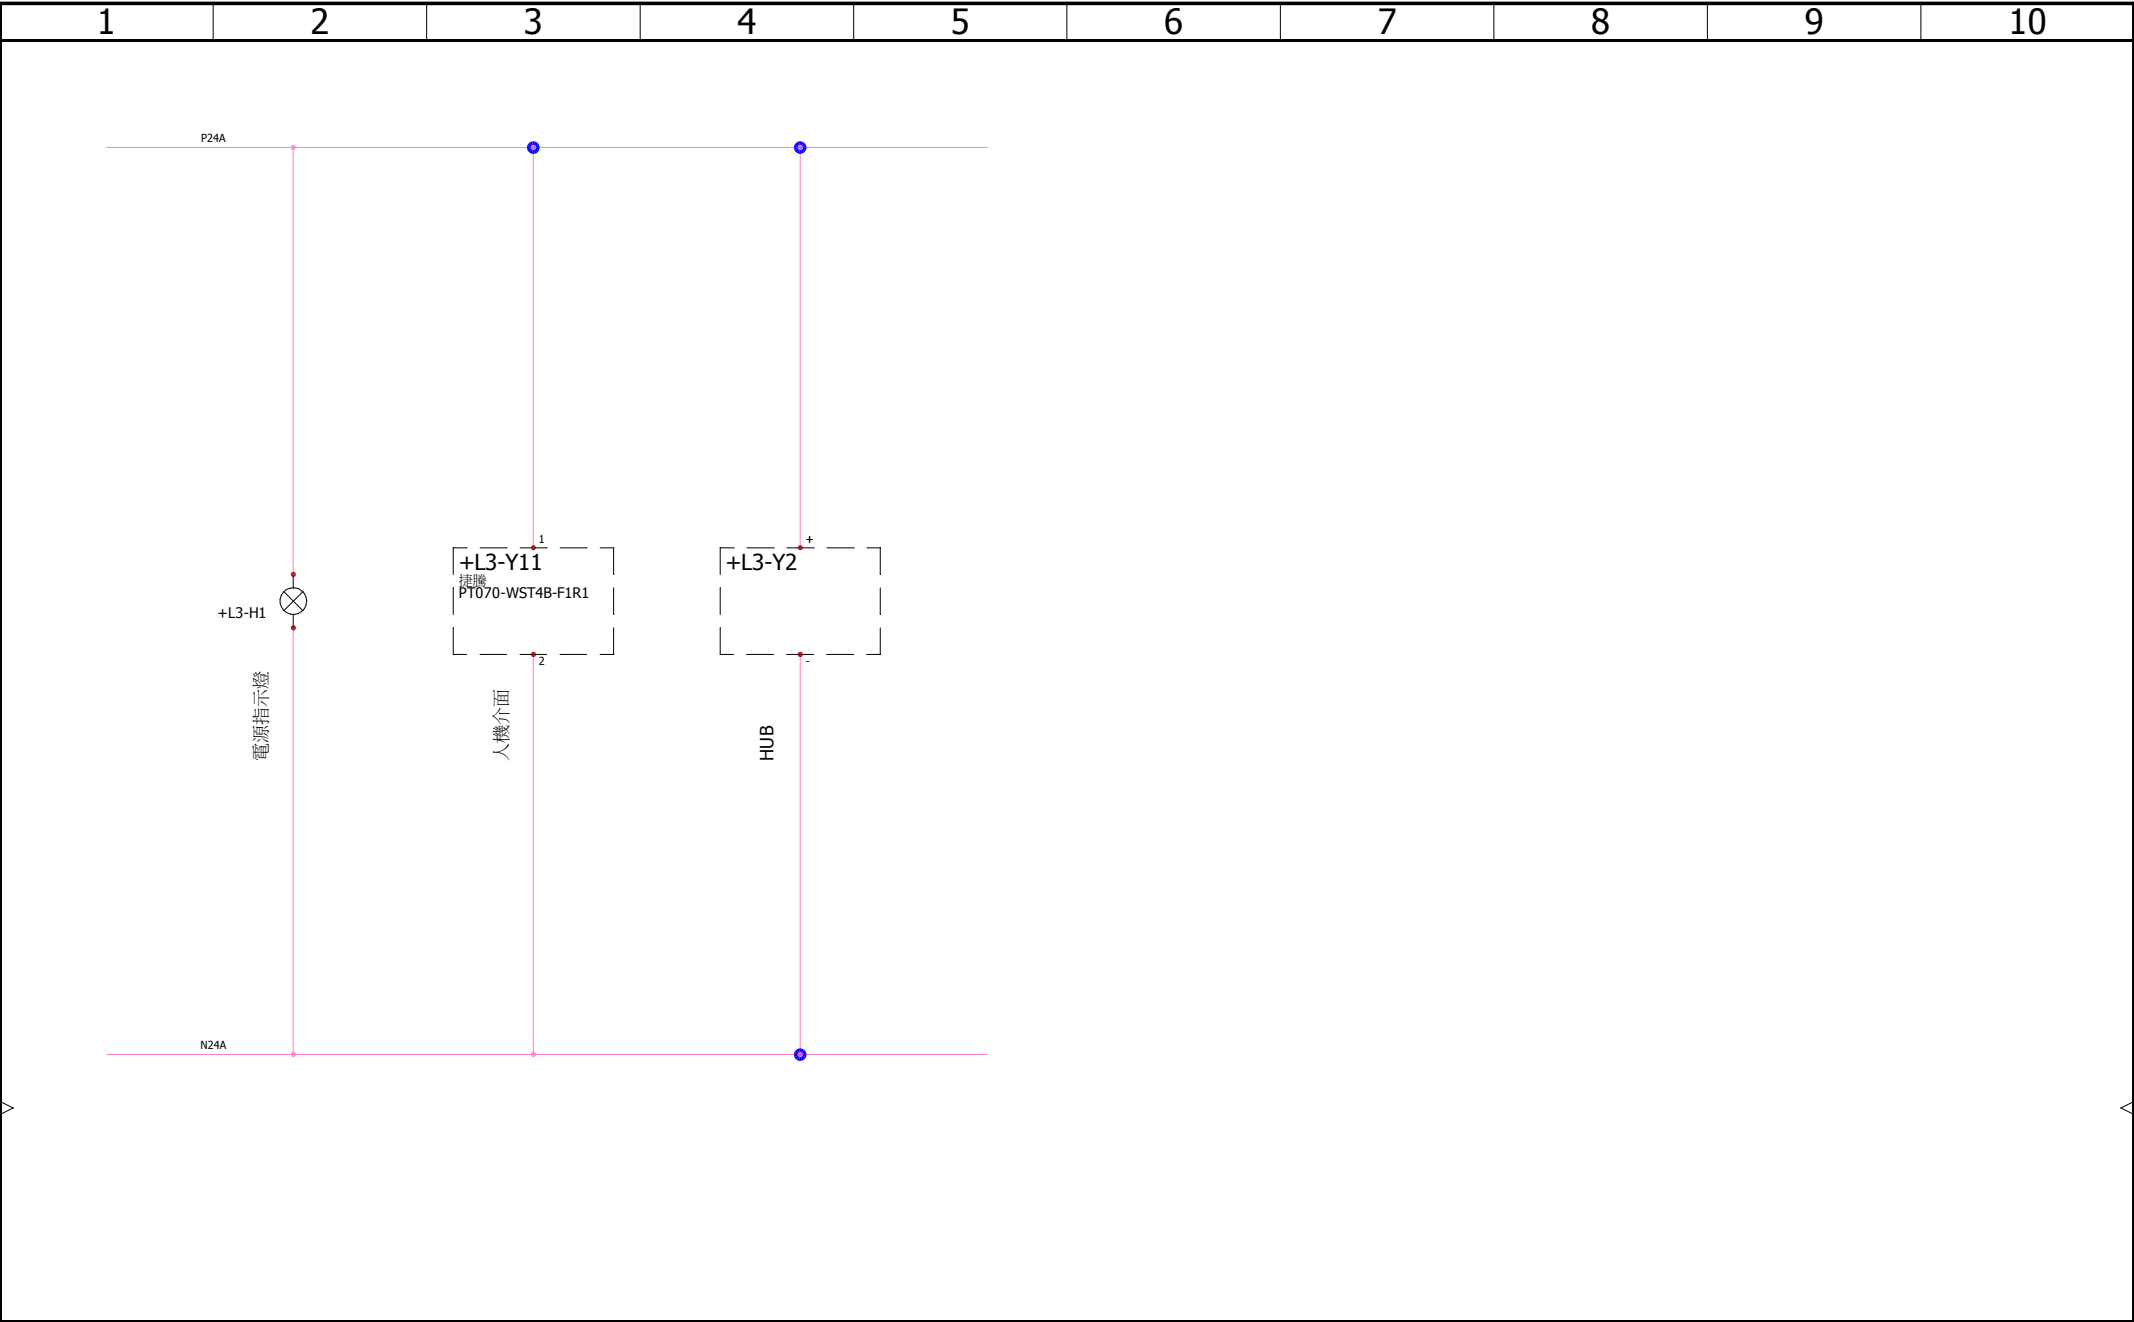 1 2 3 4 5 6 7 8 9 10
P24A
1
+
+L3-Y11
捷騰
PT070-WST4B-F1R1
+L3-Y2
+L3-H1
2
-
電源指示燈
人機介面
HUB
N24A